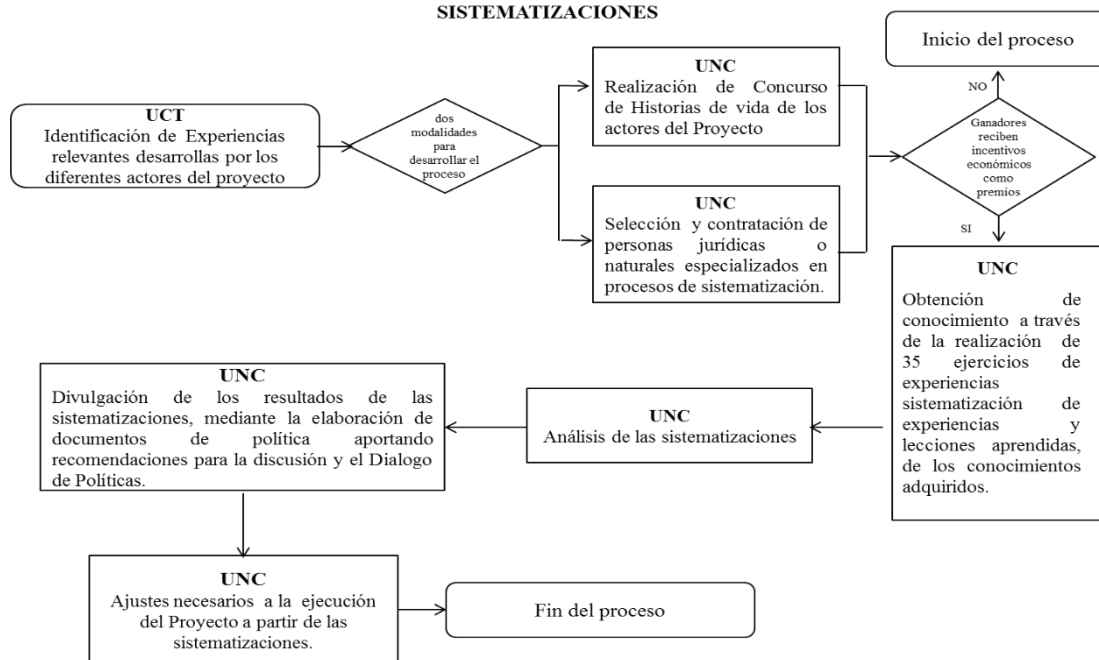 SISTEMATIZACIONES
UCT
Identificación de Experiencias
relevantes desarrollas por los
diferentes actores del proyecto
dos
modalidades
para
desarrollar el
proceso
UNC
Realización de Concurso
de Historias de vida de los
actores del Proyecto
UNC
Selección y contratación de
personas jurídicas o
naturales especializados en
procesos de sistematización.
Inicio del proceso
NO
Ganadores
reciben
incentivos
económicos
como
premios
SI
UNC
Obtención de
conocimiento a través
de la realización de
35 ejercicios de
experiencias
sistematización de
experiencias y
lecciones aprendidas,
de los conocimientos
adquiridos.
UNC
Análisis de las sistematizaciones
UNC
Divulgación de los resultados de las
sistematizaciones, mediante la elaboración de
documentos de política aportando
recomendaciones para la discusión y el Dialogo
de Políticas.
UNC
Ajustes necesarios a la ejecución
del Proyecto a partir de las
sistematizaciones.
Fin del proceso